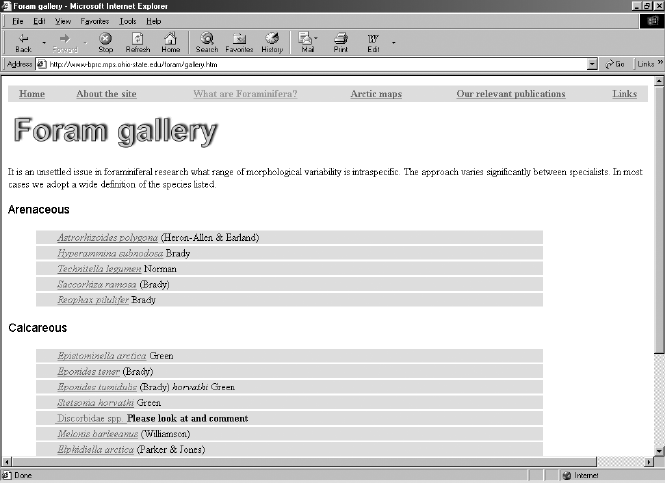 Foram gallery - Microsoft Internet Explorer
File Edit View Favorites Tools Help
Back Forward Stop Refresh Home Search Favorites History Mail Print Edit
Address http://www-bprc.mps.ohio-state.edu/foram/gallery.htm Go Links »
Home About the site What are Foraminifera? Arctic maps Our relevant publications Links
Foram gallery
It is an unsettled issue in foraminiferal research what range of morphological variability is intraspecific. The approach varies significantly between specialists. In most
cases we adopt a wide definition of the species listed.
Arenaceous
Astrorhizoides polygona (Heron-Allen & Earland)
Hyperammina subnodosa Brady
Technitella legumen Norman
Saccorhiza ramosa (Brady)
Reophax pilulifer Brady
Calcareous
Epistominella arctica Green
Eponides tener (Brady)
Eponides tumidulis (Brady) horvathi Green
Stetsonia horvathi Green
Discorbidae spp. Please look at and comment
Melonis barleeanus (Williamson)
Elphidiella arctica (Parker & Jones)
Done Internet